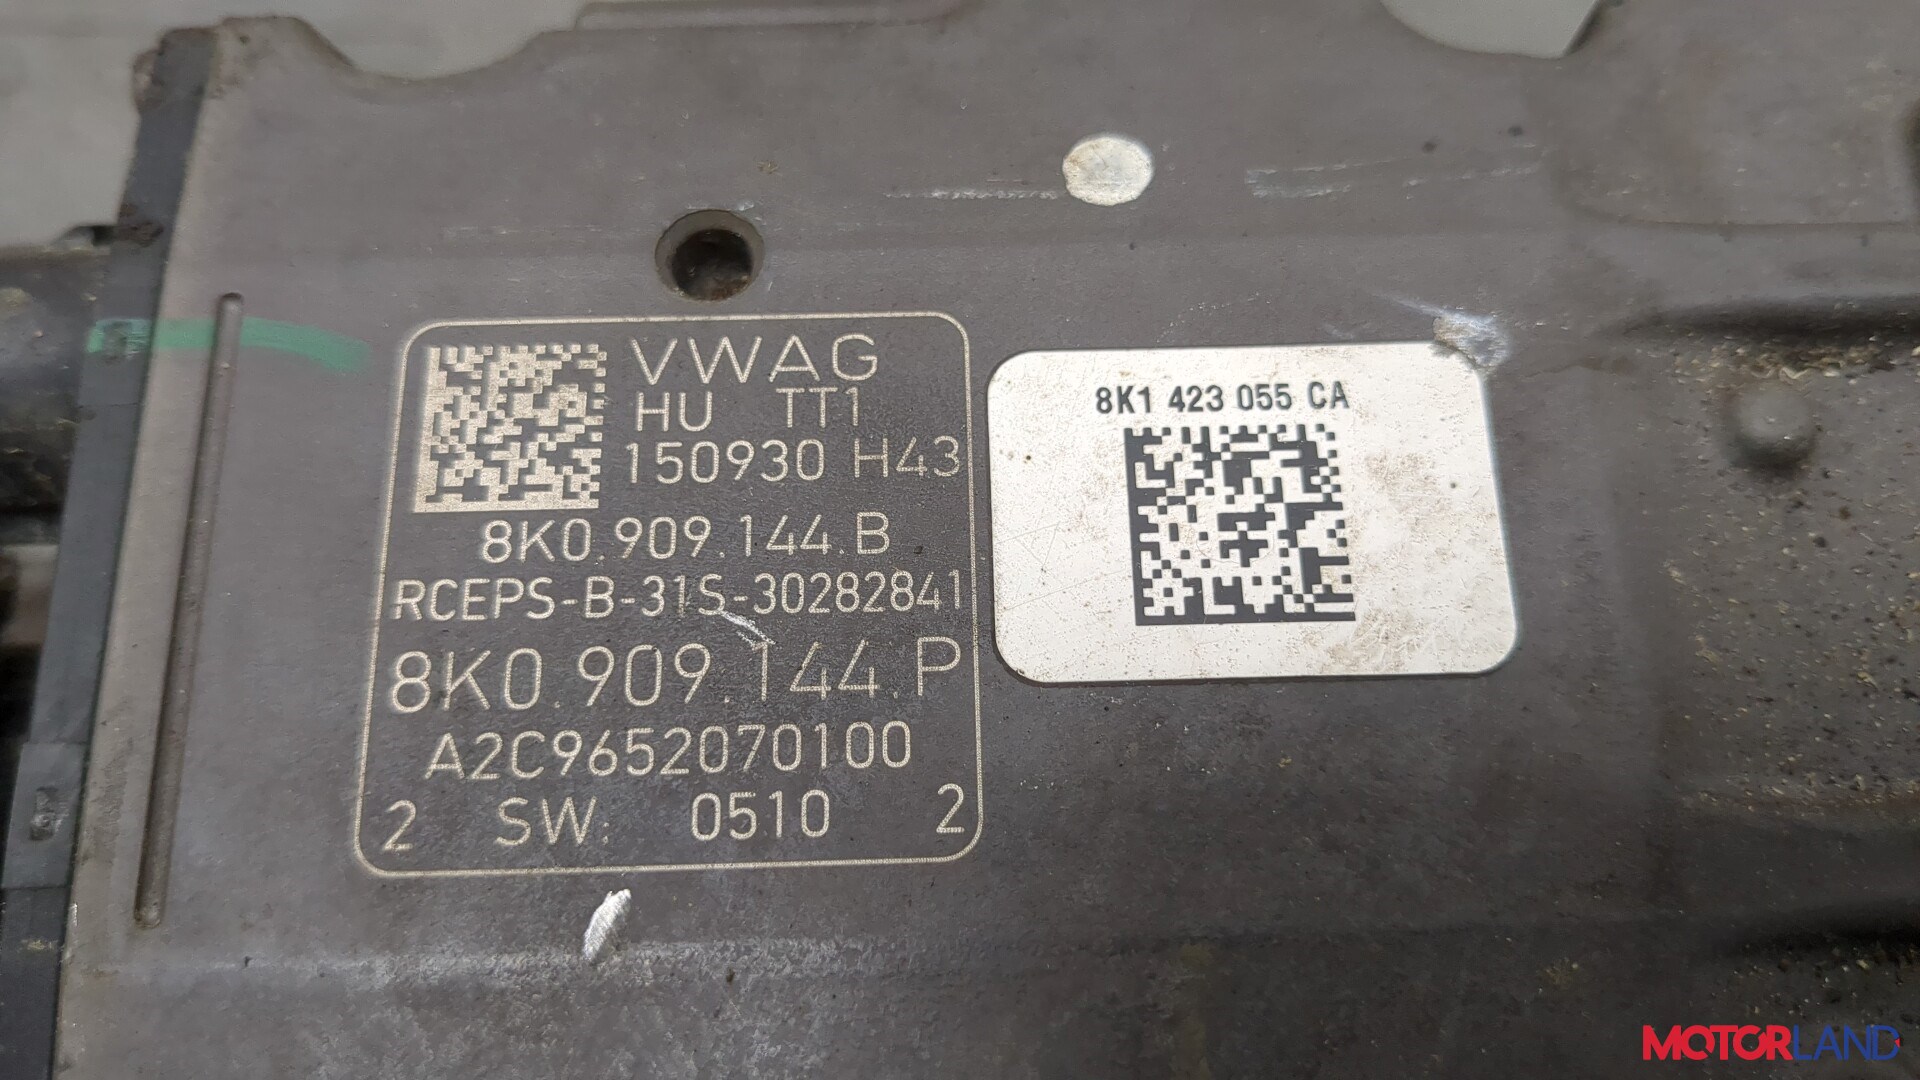 VWAG
HU TT1
150930 H43
8K0.909.144.B
RCEPS-B-31S-30282841
8K0.909.144.P
A2C9652070100
2 SW: 0510 2
8K1 423 055 CA
MOTORLAND